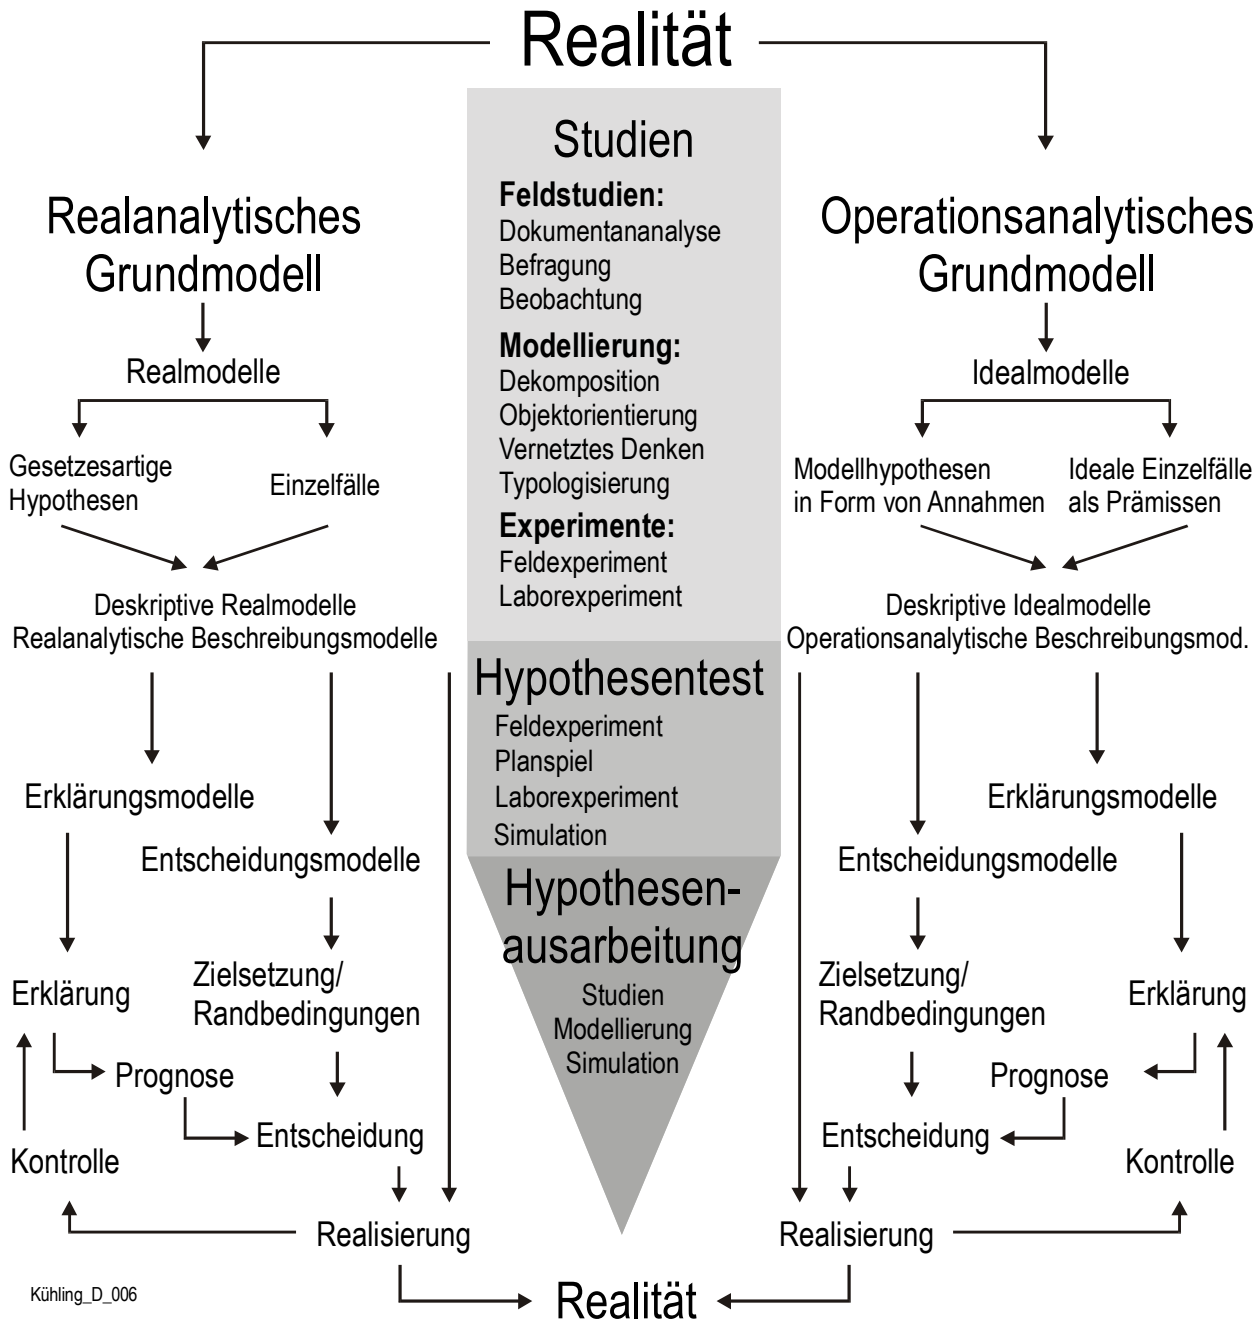 Realität
Realanalytisches
Grundmodell
Realmodelle
Gesetzesartige
Hypothesen
Einzelfälle
Deskriptive Realmodelle
Realanalytische Beschreibungsmodelle
Erklärungsmodelle
Entscheidungsmodelle
Zielsetzung/
Randbedingungen
Erklärung
Prognose
Entscheidung
Kontrolle
Realisierung
Studien
Feldstudien:
Dokumentananalyse
Befragung
Beobachtung
Modellierung:
Dekomposition
Objektorientierung
Vernetztes Denken
Typologisierung
Experimente:
Feldexperiment
Laborexperiment
Hypothesentest
Feldexperiment
Planspiel
Laborexperiment
Simulation
Hypothesen-
ausarbeitung
Studien
Modellierung
Simulation
Operationsanalytisches
Grundmodell
Idealmodelle
Modellhypothesen
in Form von Annahmen
Ideale Einzelfälle
als Prämissen
Deskriptive Idealmodelle
Operationsanalytische Beschreibungsmod.
Erklärungsmodelle
Entscheidungsmodelle
Zielsetzung/
Randbedingungen
Erklärung
Prognose
Entscheidung
Kontrolle
Realisierung
Realität
Kühling_D_006